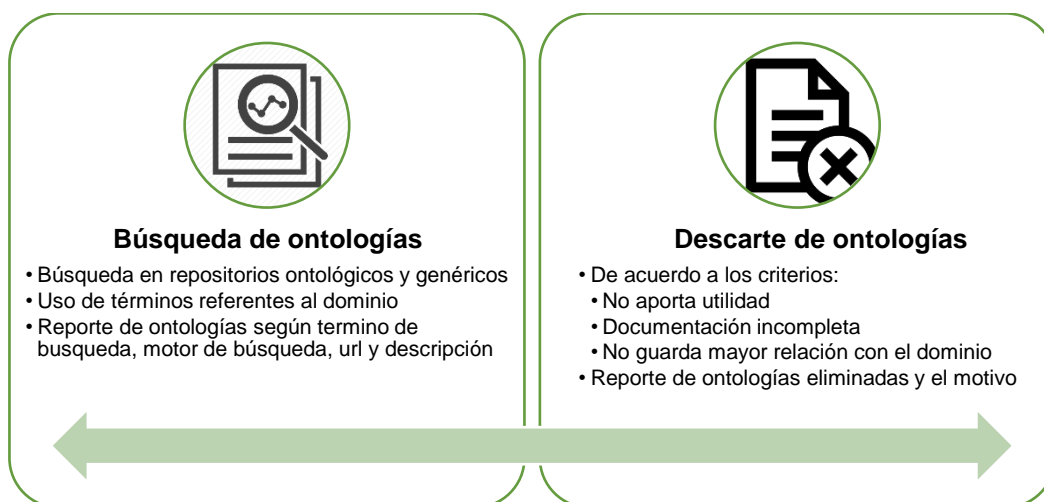 Búsqueda de ontologías
• Búsqueda en repositorios ontológicos y genéricos
• Uso de términos referentes al dominio
• Reporte de ontologías según termino de
busqueda, motor de búsqueda, url y descripción
Descarte de ontologías
• De acuerdo a los criterios:
• No aporta utilidad
• Documentación incompleta
• No guarda mayor relación con el dominio
• Reporte de ontologías eliminadas y el motivo